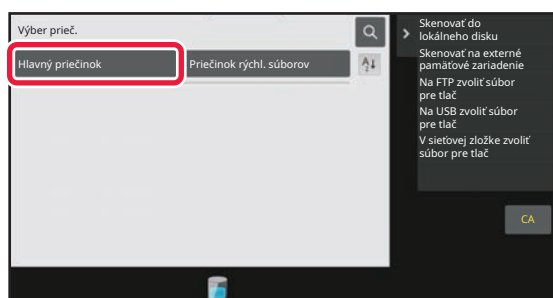 Výber prieč.
Hlavný priečinok
Priečinok rýchl. súborov
Skenovať do
lokálneho disku
Skenovať na externé
pamäťové zariadenie
Na FTP zvoliť súbor
pre tlač
Na USB zvoliť súbor
pre tlač
V sieťovej zložke zvoliť
súbor pre tlač
CA